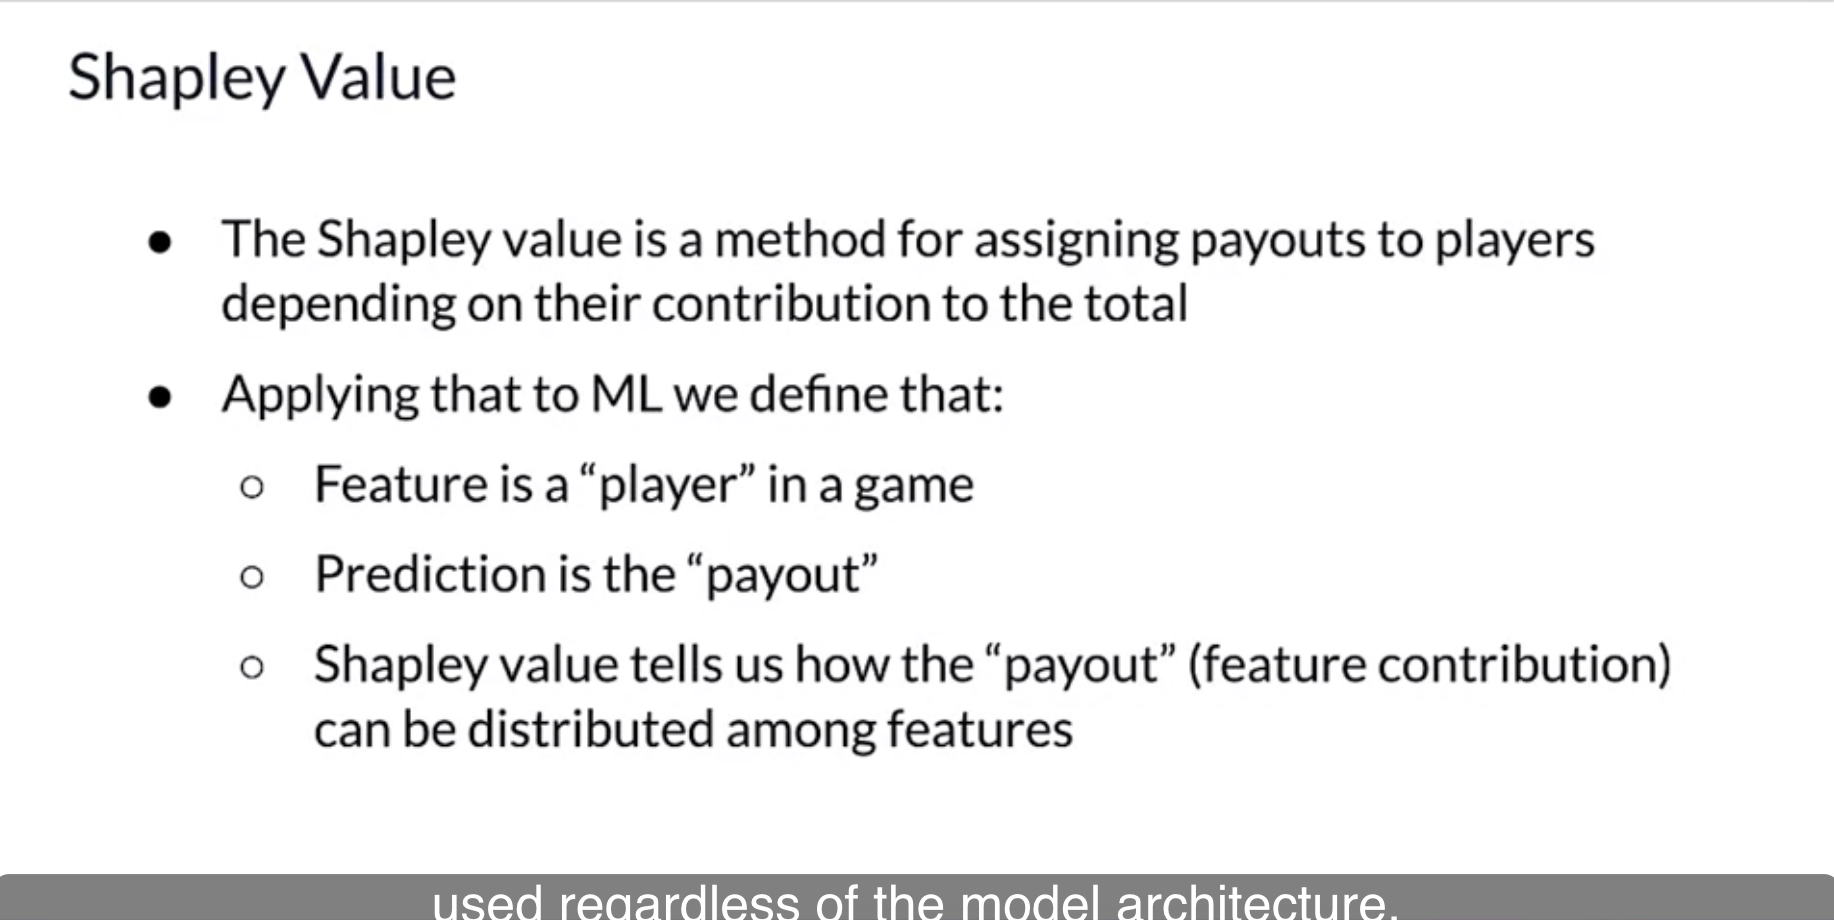 Shapley Value
● The Shapley value is a method for assigning payouts to players
depending on their contribution to the total
● Applying that to ML we define that:
○ Feature is a “player” in a game
○ Prediction is the “payout”
○ Shapley value tells us how the “payout” (feature contribution)
can be distributed among features
used regardless of the model architecture.